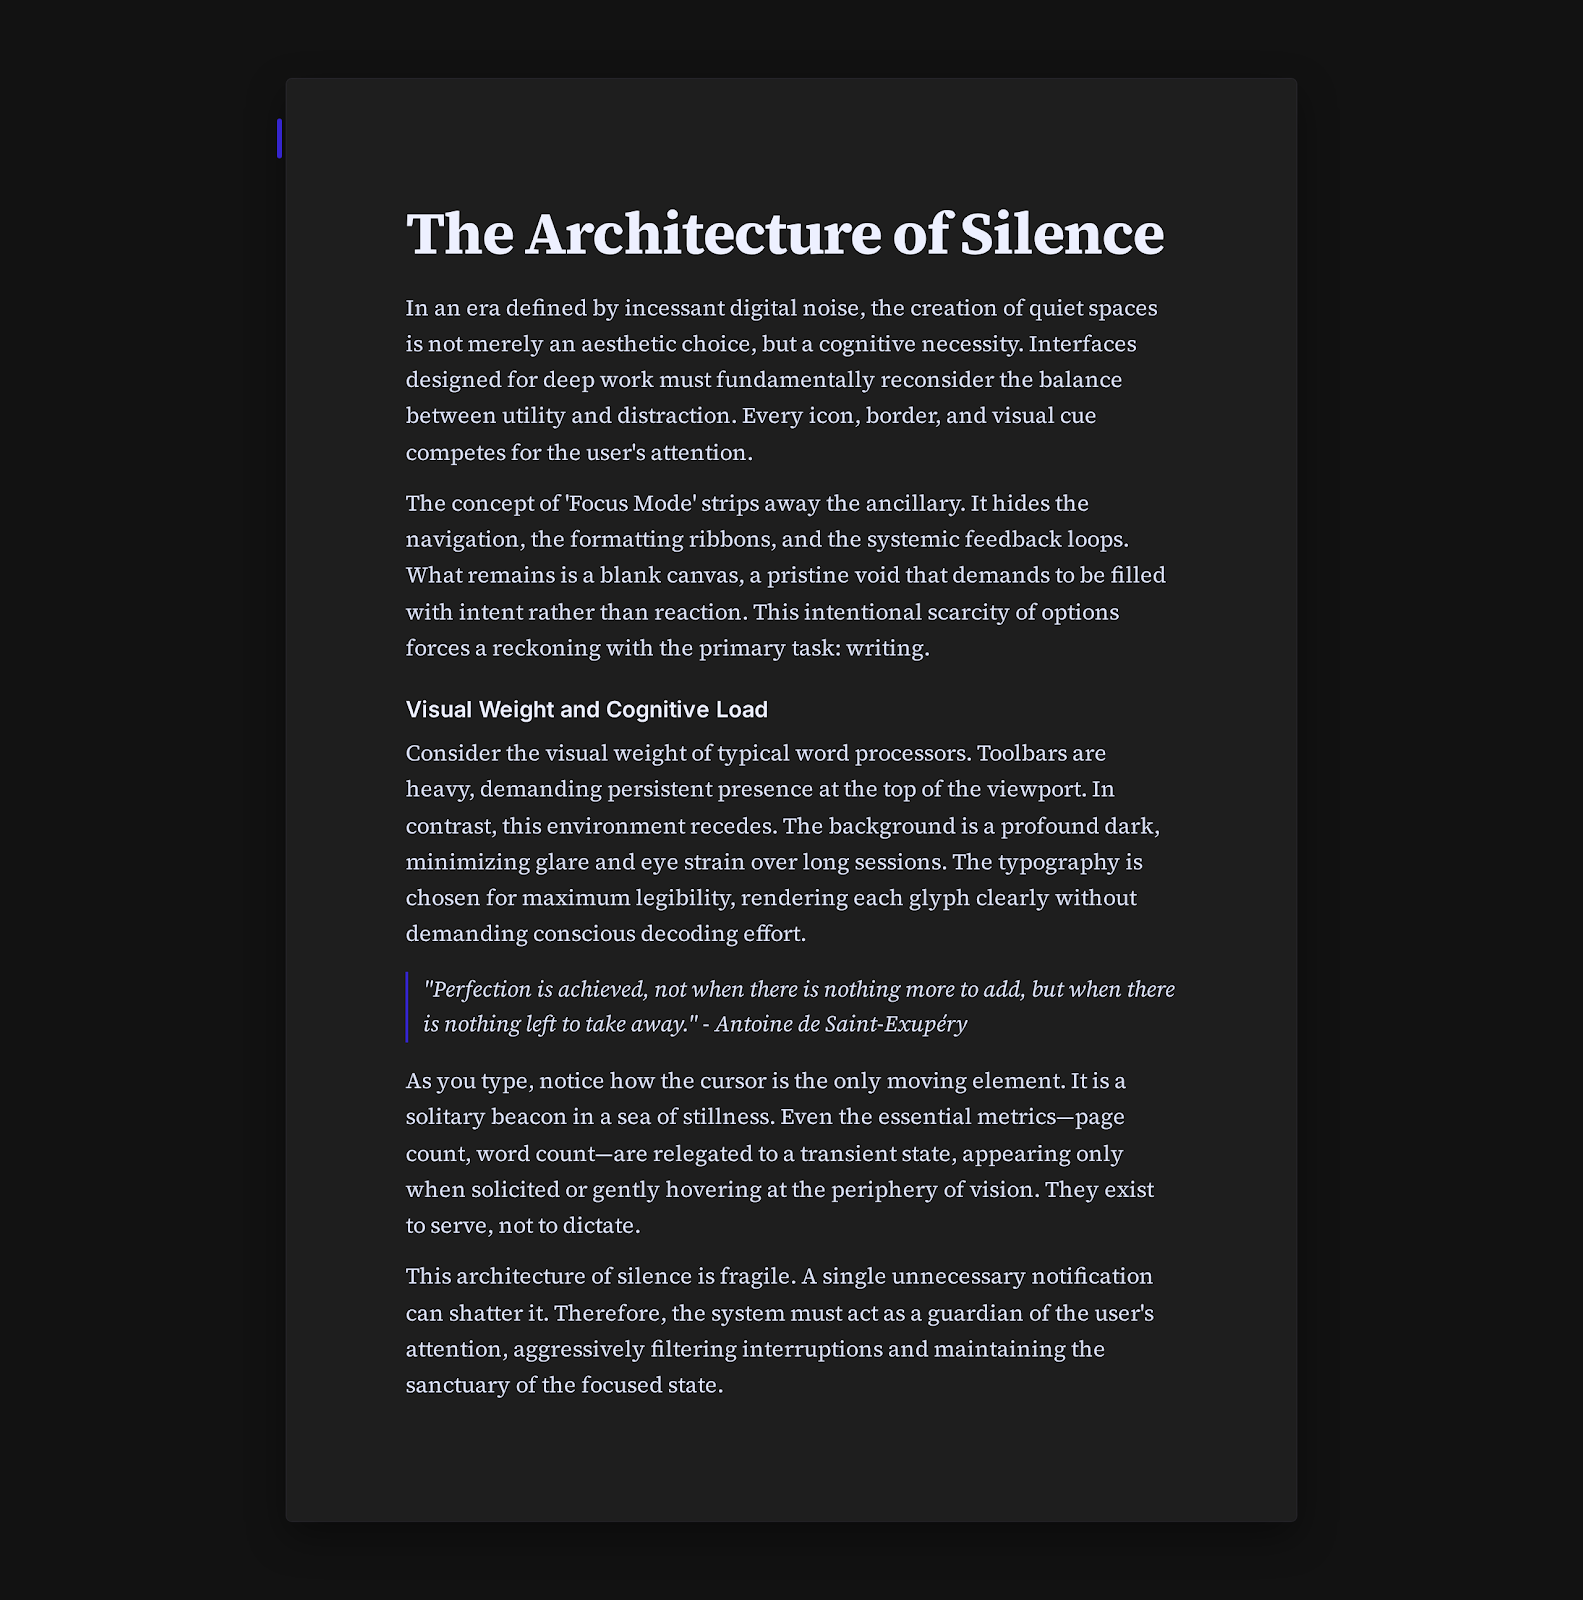 The Architecture of Silence
In an era defined by incessant digital noise, the creation of quiet spaces
is not merely an aesthetic choice, but a cognitive necessity. Interfaces
designed for deep work must fundamentally reconsider the balance
between utility and distraction. Every icon, border, and visual cue
competes for the user's attention.
The concept of 'Focus Mode' strips away the ancillary. It hides the
navigation, the formatting ribbons, and the systemic feedback loops.
What remains is a blank canvas, a pristine void that demands to be filled
with intent rather than reaction. This intentional scarcity of options
forces a reckoning with the primary task: writing.
Visual Weight and Cognitive Load
Consider the visual weight of typical word processors. Toolbars are
heavy, demanding persistent presence at the top of the viewport. In
contrast, this environment recedes. The background is a profound dark,
minimizing glare and eye strain over long sessions. The typography is
chosen for maximum legibility, rendering each glyph clearly without
demanding conscious decoding effort.
"Perfection is achieved, not when there is nothing more to add, but when there
is nothing left to take away." - Antoine de Saint-Exupéry
As you type, notice how the cursor is the only moving element. It is a
solitary beacon in a sea of stillness. Even the essential metrics—page
count, word count—are relegated to a transient state, appearing only
when solicited or gently hovering at the periphery of vision. They exist
to serve, not to dictate.
This architecture of silence is fragile. A single unnecessary notification
can shatter it. Therefore, the system must act as a guardian of the user's
attention, aggressively filtering interruptions and maintaining the
sanctuary of the focused state.